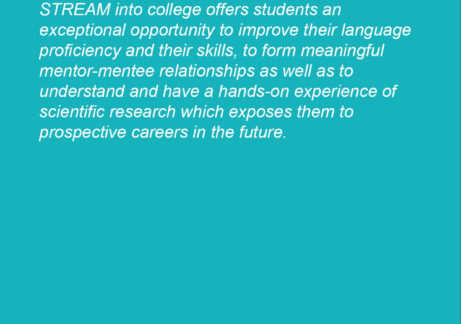 STREAM into college offers students an
exceptional opportunity to improve their language
proficiency and their skills, to form meaningful
mentor-mentee relationships as well as to
understand and have a hands-on experience of
scientific research which exposes them to
prospective careers in the future.